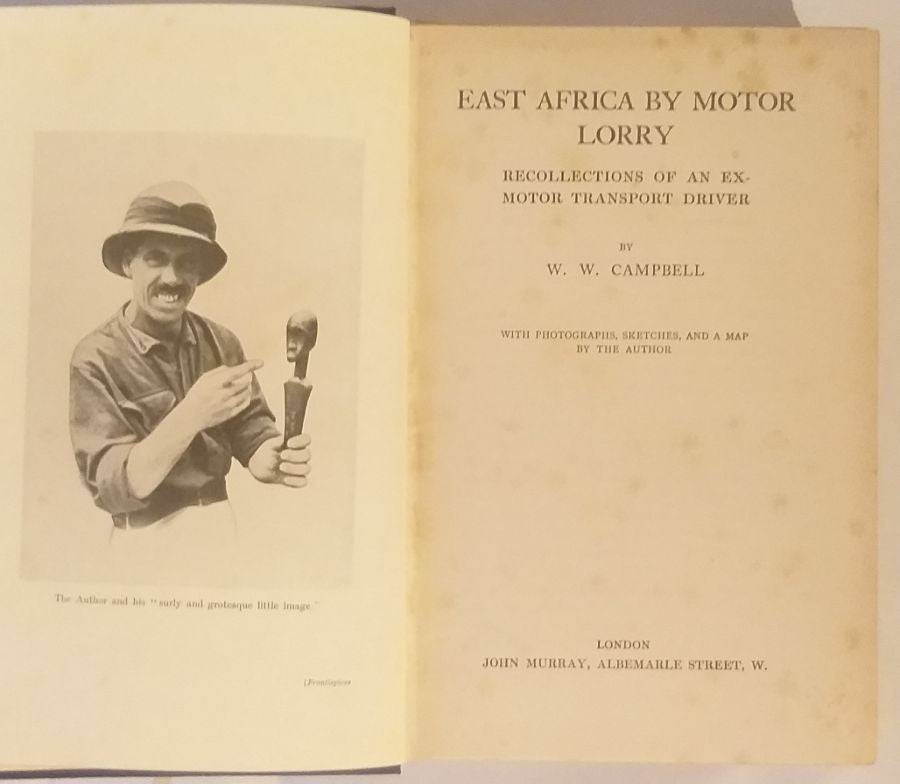 The Author and his "surly and grotesque little image"
[Frontispiece
EAST AFRICA BY MOTOR
LORRY
RECOLLECTIONS OF AN EX-
MOTOR TRANSPORT DRIVER
BY
W. W. CAMPBELL
WITH PHOTOGRAPHS, SKETCHES, AND A MAP
BY THE AUTHOR
LONDON
JOHN MURRAY, ALBEMARLE STREET, W.